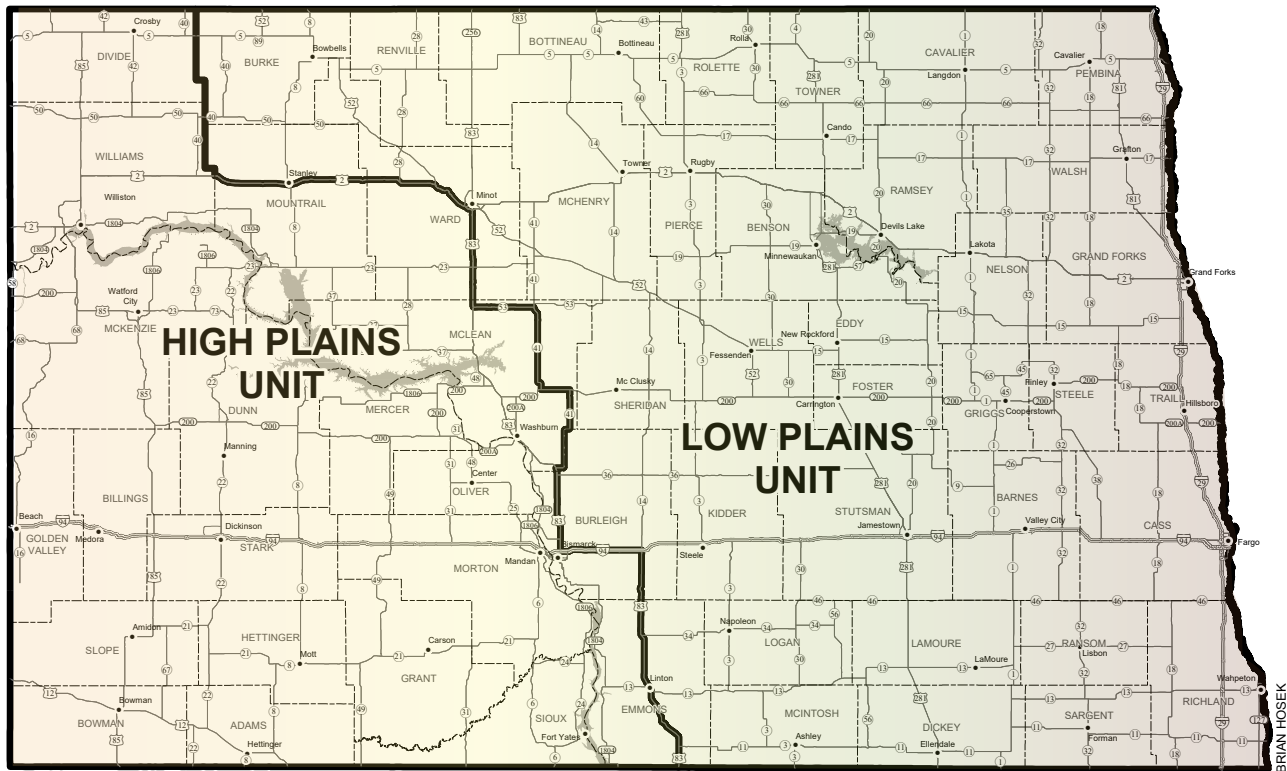 HIGH PLAINS
UNIT
LOW PLAINS
UNIT
DIVIDE
BURKE
RENVILLE
BOTTINEAU
ROLETTE
TOWNER
CAVALIER
PEMBINA
WILLIAMS
MOUNTRAIL
WARD
MCHENRY
PIERCE
BENSON
RAMSEY
WALSH
NELSON
GRAND FORKS
MCKENZIE
MCLEAN
WELLS
EDDY
FOSTER
GRIGGS
STEELE
TRAILL
DUNN
MERCER
SHERIDAN
OLIVER
BILLINGS
GOLDEN
VALLEY
STARK
MORTON
BURLEIGH
KIDDER
STUTSMAN
BARNES
CASS
SLOPE
HETTINGER
GRANT
LOGAN
LAMOURE
RANSOM
BOWMAN
ADAMS
SIOUX
EMMONS
MCINTOSH
DICKEY
SARGENT
RICHLAND
Crosby
Bowbells
Bottineau
Rolla
Langdon
Cavalier
Cando
Grafton
Williston
Stanley
Minot
Towner
Rugby
Minnewaukan
Devils Lake
Lakota
Grand Forks
Watford
City
Fessenden
New Rockford
Finley
Mc Clusky
Carrington
Cooperstown
Hillsboro
Manning
Washburn
Center
Beach
Medora
Dickinson
Mandan
Bismarck
Steele
Jamestown
Valley City
Fargo
Amidon
Mott
Carson
Napoleon
LaMoure
Lisbon
Wahpeton
Bowman
Hettinger
Fort Yates
Linton
Ashley
Ellendale
Forman
BRIAN HOSEK